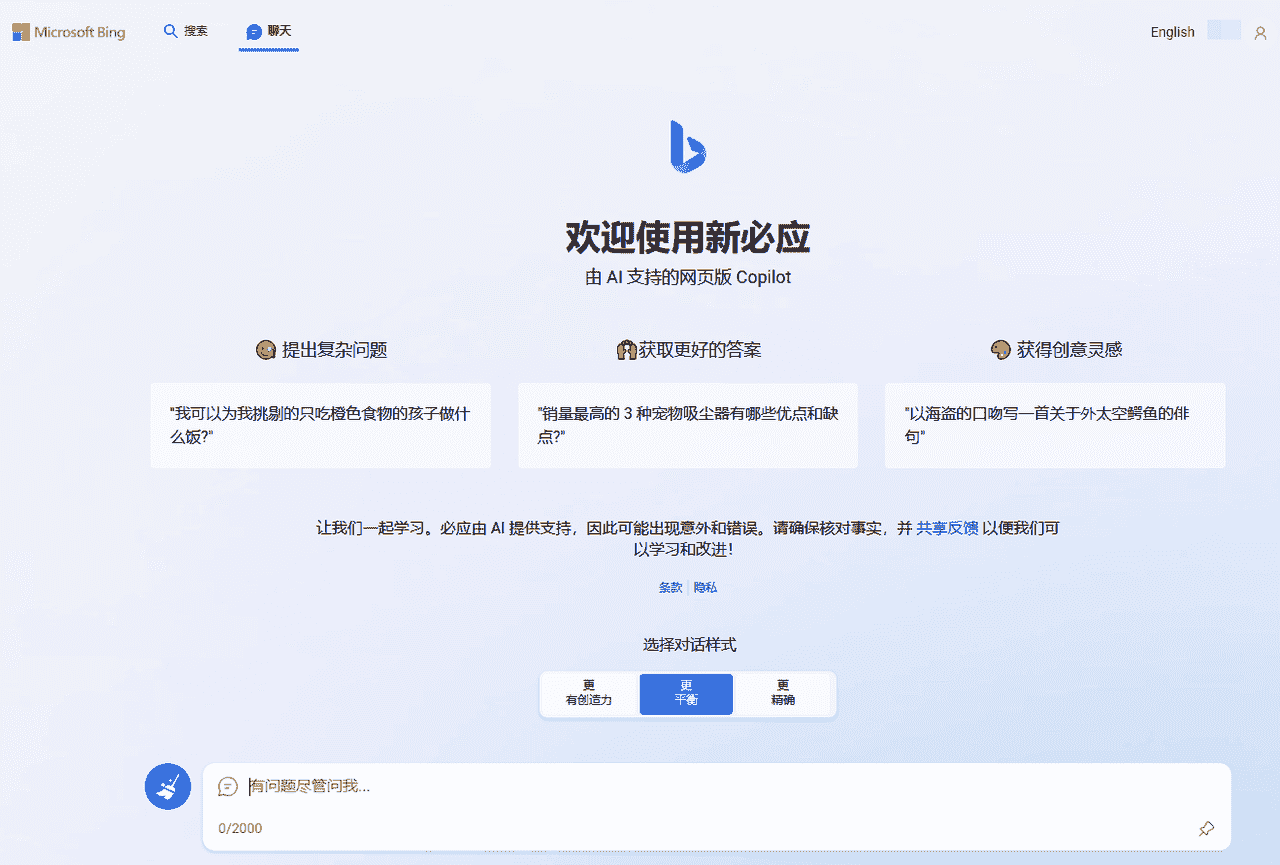 Microsoft Bing
搜索
聊天
English
欢迎使用新必应
由 AI 支持的网页版 Copilot
提出复杂问题
获取更好的答案
获得创意灵感
"我可以为我挑剔的只吃橙色食物的孩子做什
么饭?"
"销量最高的 3 种宠物吸尘器有哪些优点和缺
点?"
"以海盗的口吻写一首关于外太空鳄鱼的俳
句"
让我们一起学习。必应由 AI 提供支持，因此可能出现意外和错误。请确保核对事实，并 共享反馈 以便我们可
以学习和改进！
条款 | 隐私
选择对话样式
更
有创造力
更
平衡
更
精确
有问题尽管问我...
0/2000